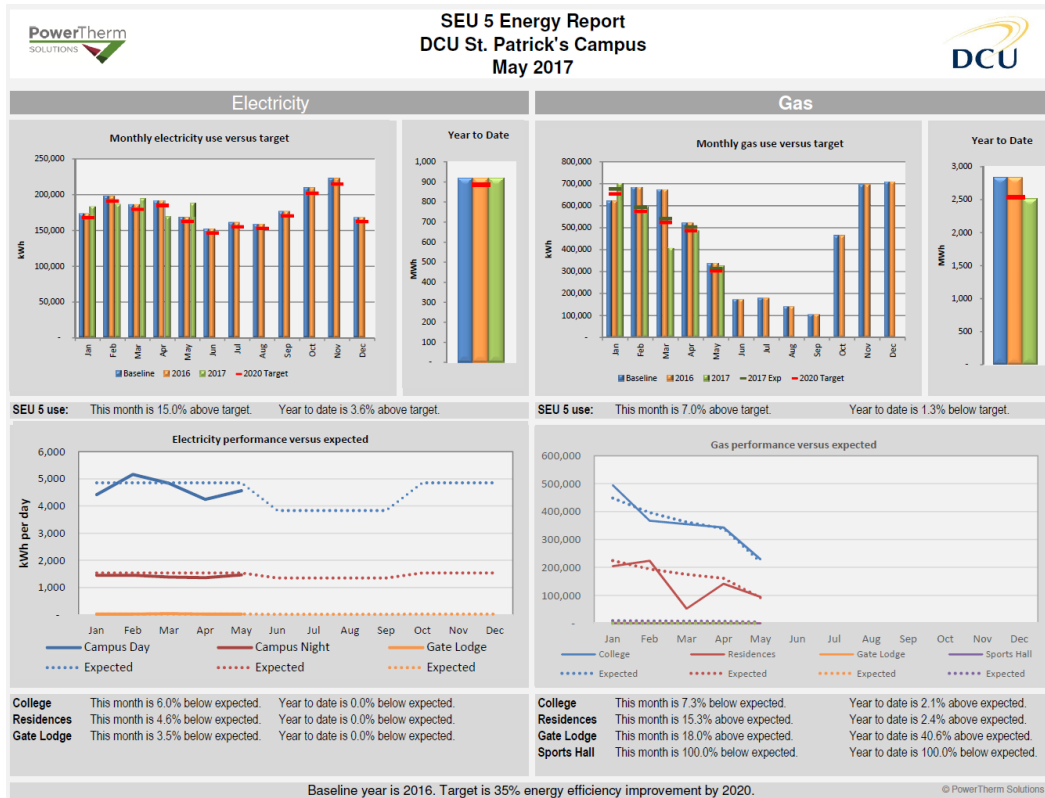 PowerTherm
SOLUTIONS
SEU 5 Energy Report
DCU St. Patrick's Campus
May 2017
DCU
Electricity
Gas
Monthly electricity use versus target
250,000
200,000
150,000
100,000
50,000
-
kWh
Jan Feb Mar Apr May Jun Jul Aug Sep Oct Nov Dec
Baseline 2016 2017 2020 Target
Year to Date
1,000
900
800
700
600
500
400
300
200
100
-
MWh
Monthly gas use versus target
800,000
700,000
600,000
500,000
400,000
300,000
200,000
100,000
-
kWh
Jan Feb Mar Apr May Jun Jul Aug Sep Oct Nov Dec
Baseline 2016 2017 2017 Exp 2020 Target
Year to Date
3,000
2,500
2,000
1,500
1,000
500
-
MWh
SEU 5 use: This month is 15.0% above target. Year to date is 3.6% above target.
SEU 5 use: This month is 7.0% above target. Year to date is 1.3% below target.
Electricity performance versus expected
6,000
5,000
4,000
3,000
2,000
1,000
-
kWh per day
Jan Feb Mar Apr May Jun Jul Aug Sep Oct Nov Dec
Campus Day Campus Night Gate Lodge
Expected Expected Expected
Gas performance versus expected
600,000
500,000
400,000
300,000
200,000
100,000
-
Jan Feb Mar Apr May Jun Jul Aug Sep Oct Nov Dec
College Residences Gate Lodge Sports Hall
Expected Expected Expected Expected
College This month is 6.0% below expected. Year to date is 0.0% below expected.
Residences This month is 4.6% below expected. Year to date is 0.0% below expected.
Gate Lodge This month is 3.5% below expected. Year to date is 0.0% below expected.
College This month is 7.3% below expected. Year to date is 2.1% above expected.
Residences This month is 15.3% above expected. Year to date is 2.4% above expected.
Gate Lodge This month is 18.0% above expected. Year to date is 40.6% above expected.
Sports Hall This month is 100.0% below expected. Year to date is 100.0% below expected.
Baseline year is 2016. Target is 35% energy efficiency improvement by 2020.
© PowerTherm Solutions